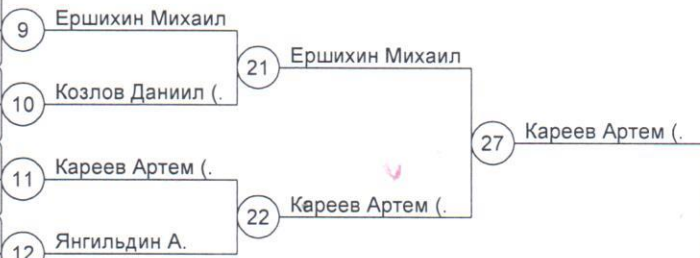 9 Ершихин Михаил
21 Ершихин Михаил
10 Козлов Даниил (.
27 Кареев Артем (.
11 Кареев Артем (.
22 Кареев Артем (.
12 Янгильдин А.